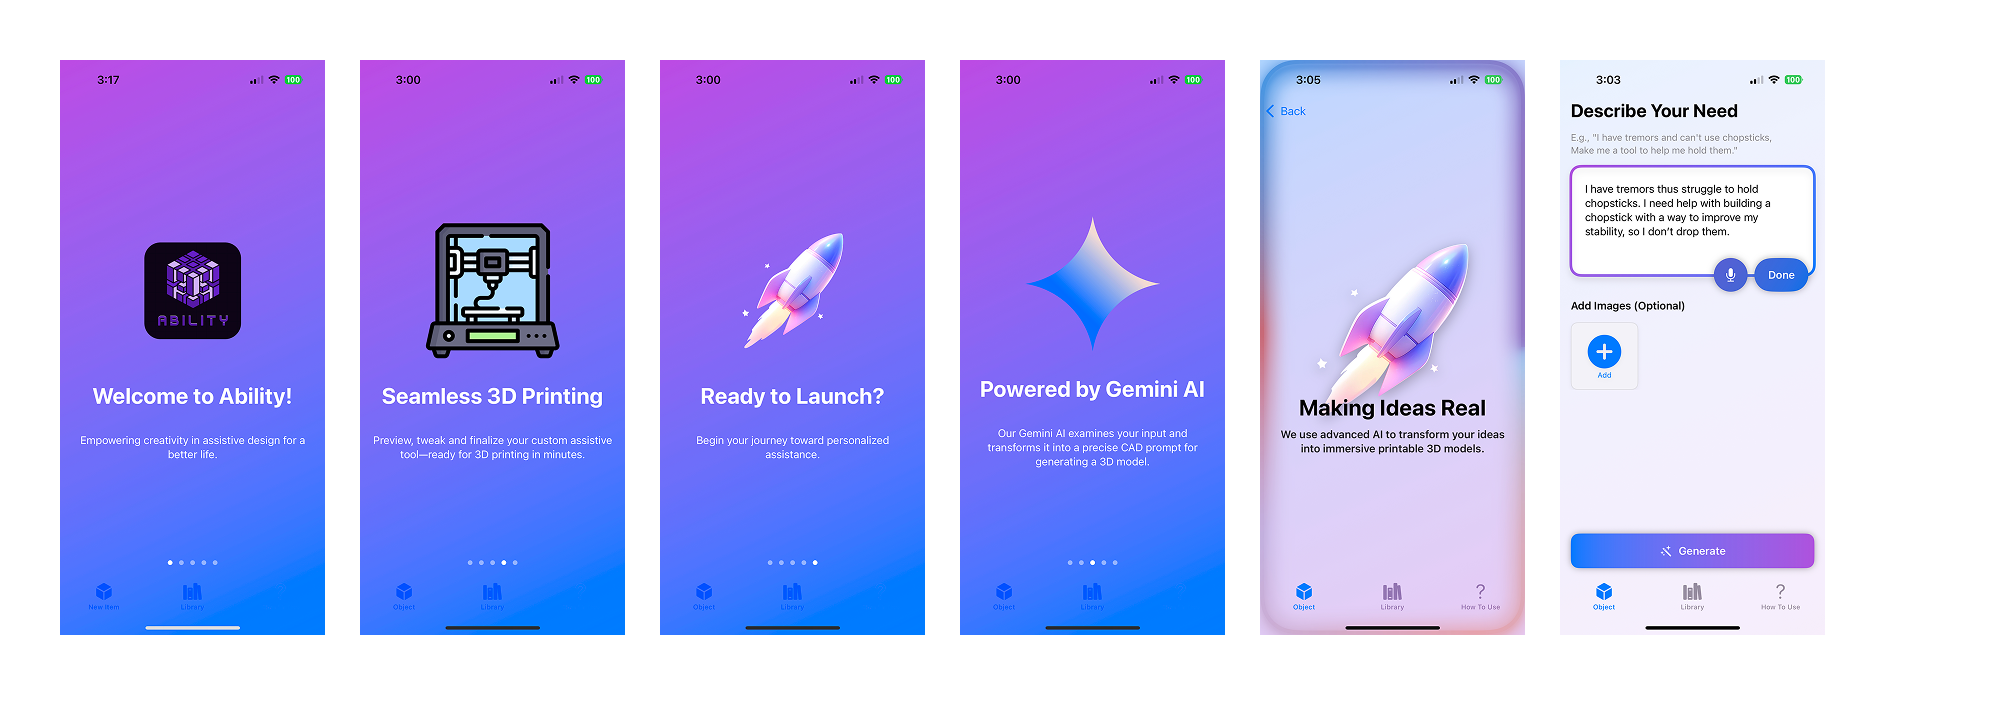 3:17
100
ABILITY
Welcome to Ability!
Empowering creativity in assistive design for a
better life.
New Item
Library
3:00
100
Seamless 3D Printing
Preview, tweak and finalize your custom assistive
tool—ready for 3D printing in minutes.
Object
Library
3:00
100
Ready to Launch?
Begin your journey toward personalized
assistance.
Object
Library
3:00
100
Powered by Gemini AI
Our Gemini AI examines your input and
transforms it into a precise CAD prompt for
generating a 3D model.
Object
Library
3:05
100
Back
Making Ideas Real
We use advanced AI to transform your ideas
into immersive printable 3D models.
Object
Library
How To Use
3:03
100
Describe Your Need
E.g., "I have tremors and can't use chopsticks,
Make me a tool to help me hold them."
I have tremors thus struggle to hold
chopsticks. I need help with building a
chopstick with a way to improve my
stability, so I don’t drop them.
Done
Add Images (Optional)
Add
Generate
Object
Library
How To Use